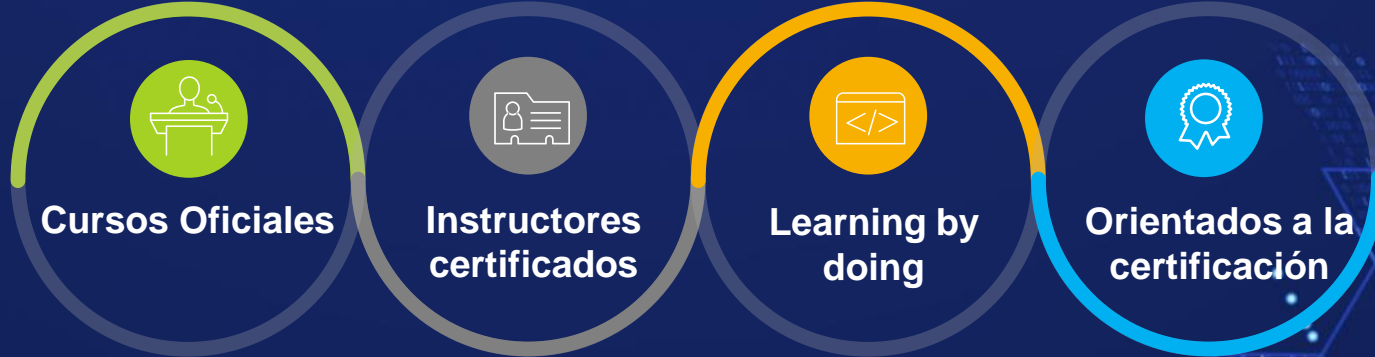 Cursos Oficiales
Instructores
certificados
</>
Learning by
doing
Orientados a la
certificación